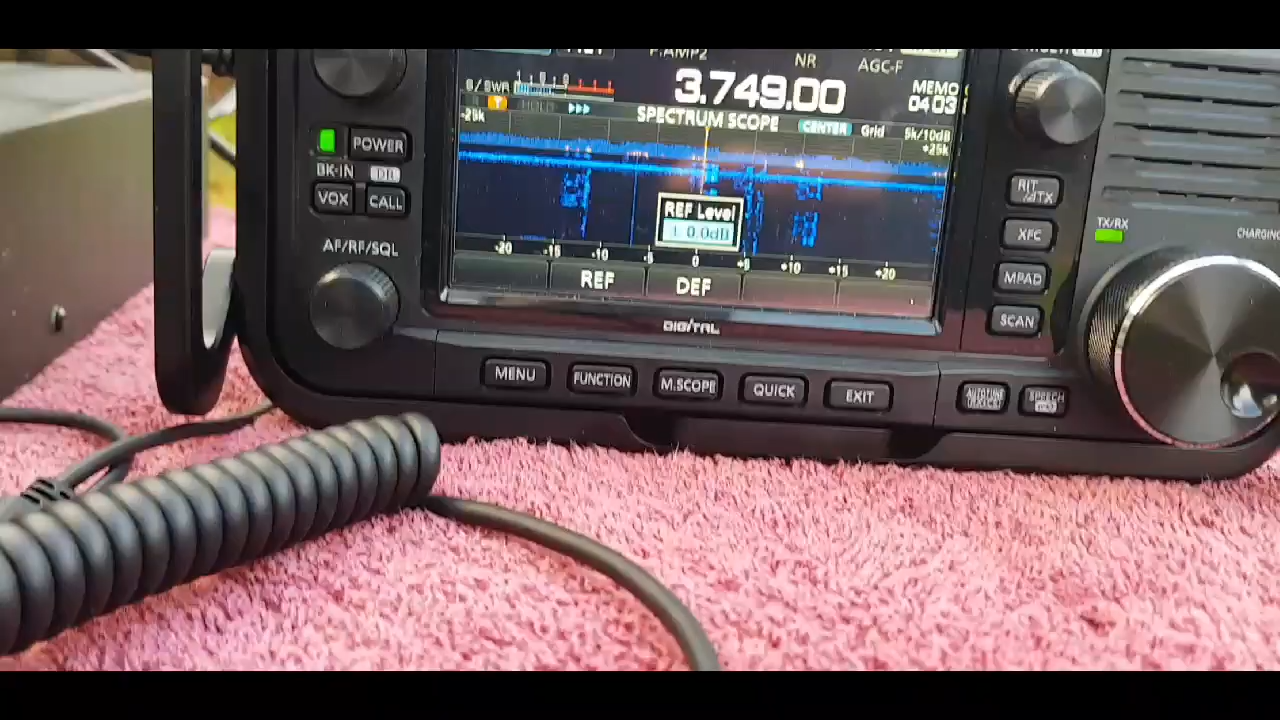 P.AMP2
NR
AGC-F
S/SWR
3.749.00
MEMO
0403
T HOLD
SPECTRUM SCOPE
CENTER
Grid
5k/10dB
-25k
+25k
REF Level
-20 -15 -10 -5 0 +5 +10 +15 +20
REF
DEF
DIGITAL
POWER
BK-IN
VOX
CALL
AF/RF/SQL
RIT
XFC
MPAD
SCAN
TX/RX
CHARGING
MENU
FUNCTION
M.SCOPE
QUICK
EXIT
AUTOTUNE
SPEECH